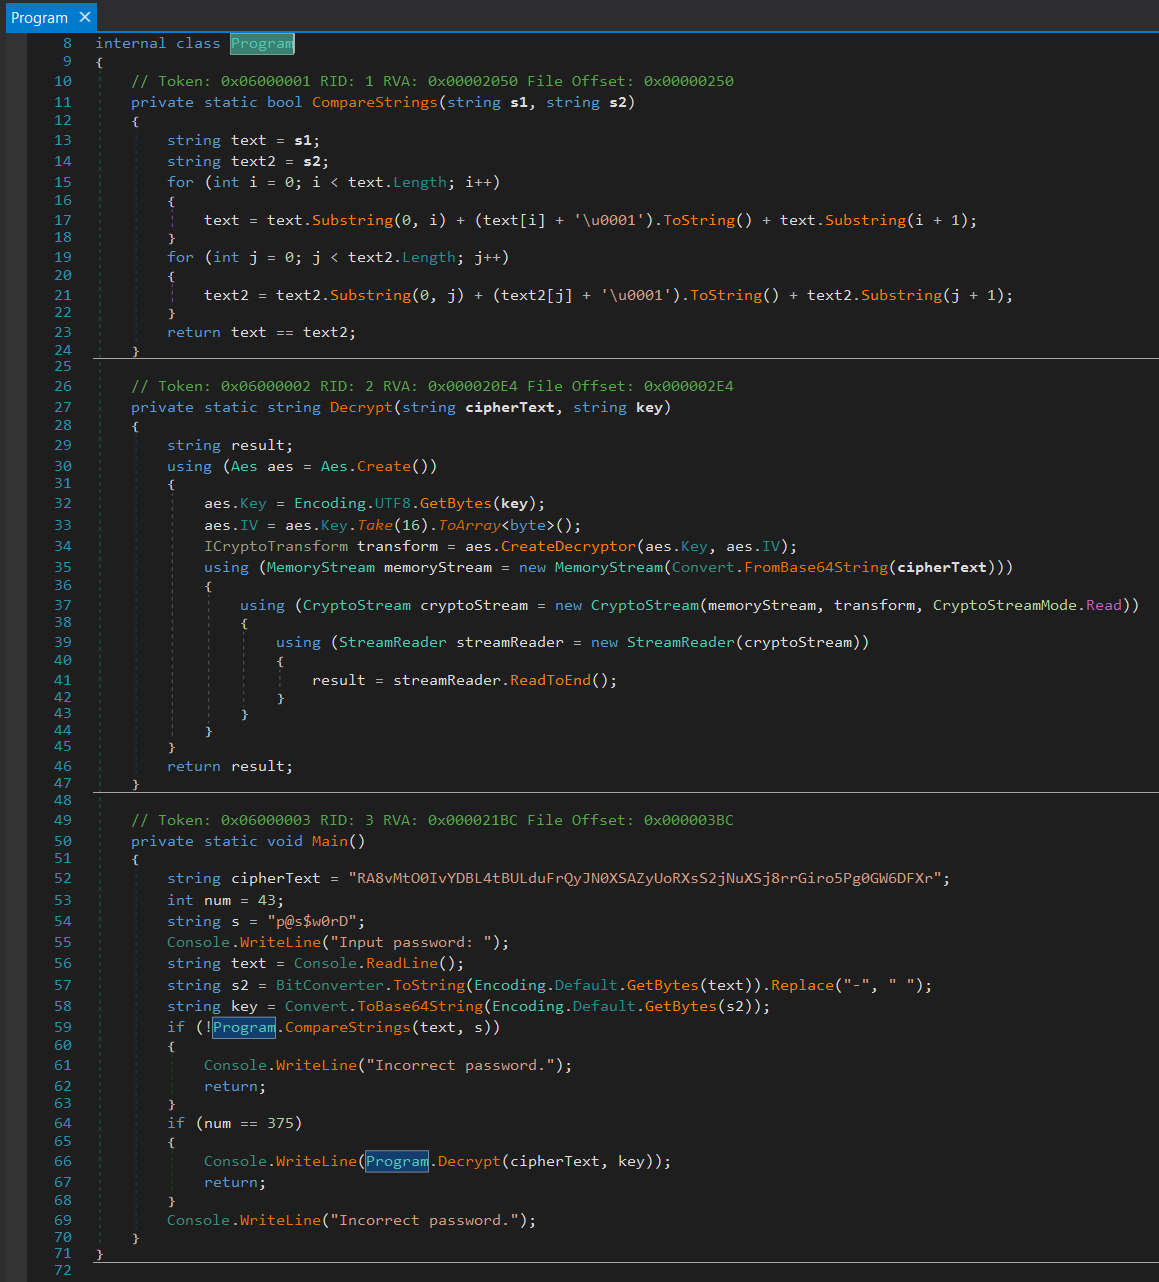 Program ✕
8 internal class Program
9 {
10 // Token: 0x06000001 RID: 1 RVA: 0x00002050 File Offset: 0x00000250
11 private static bool CompareStrings(string s1, string s2)
12 {
13 string text = s1;
14 string text2 = s2;
15 for (int i = 0; i < text.Length; i++)
16 {
17 text = text.Substring(0, i) + (text[i] + '\u0001').ToString() + text.Substring(i + 1);
18 }
19 for (int j = 0; j < text2.Length; j++)
20 {
21 text2 = text2.Substring(0, j) + (text2[j] + '\u0001').ToString() + text2.Substring(j + 1);
22 }
23 return text == text2;
24 }
25
26 // Token: 0x06000002 RID: 2 RVA: 0x000020E4 File Offset: 0x000002E4
27 private static string Decrypt(string cipherText, string key)
28 {
29 string result;
30 using (Aes aes = Aes.Create())
31 {
32 aes.Key = Encoding.UTF8.GetBytes(key);
33 aes.IV = aes.Key.Take(16).ToArray<byte>();
34 ICryptoTransform transform = aes.CreateDecryptor(aes.Key, aes.IV);
35 using (MemoryStream memoryStream = new MemoryStream(Convert.FromBase64String(cipherText)))
36 {
37 using (CryptoStream cryptoStream = new CryptoStream(memoryStream, transform, CryptoStreamMode.Read))
38 {
39 using (StreamReader streamReader = new StreamReader(cryptoStream))
40 {
41 result = streamReader.ReadToEnd();
42 }
43 }
44 }
45 }
46 return result;
47 }
48
49 // Token: 0x06000003 RID: 3 RVA: 0x000021BC File Offset: 0x000003BC
50 private static void Main()
51 {
52 string cipherText = "RA8vMtO0IvYDBL4tBULduFrQyJN0XSAZyUoRXsS2jNuXSj8rrGiro5Pg0GW6DFXr";
53 int num = 43;
54 string s = "p@s$w0rD";
55 Console.WriteLine("Input password: ");
56 string text = Console.ReadLine();
57 string s2 = BitConverter.ToString(Encoding.Default.GetBytes(text)).Replace("-", " ");
58 string key = Convert.ToBase64String(Encoding.Default.GetBytes(s2));
59 if (!Program.CompareStrings(text, s))
60 {
61 Console.WriteLine("Incorrect password.");
62 return;
63 }
64 if (num == 375)
65 {
66 Console.WriteLine(Program.Decrypt(cipherText, key));
67 return;
68 }
69 Console.WriteLine("Incorrect password.");
70 }
71 }
72